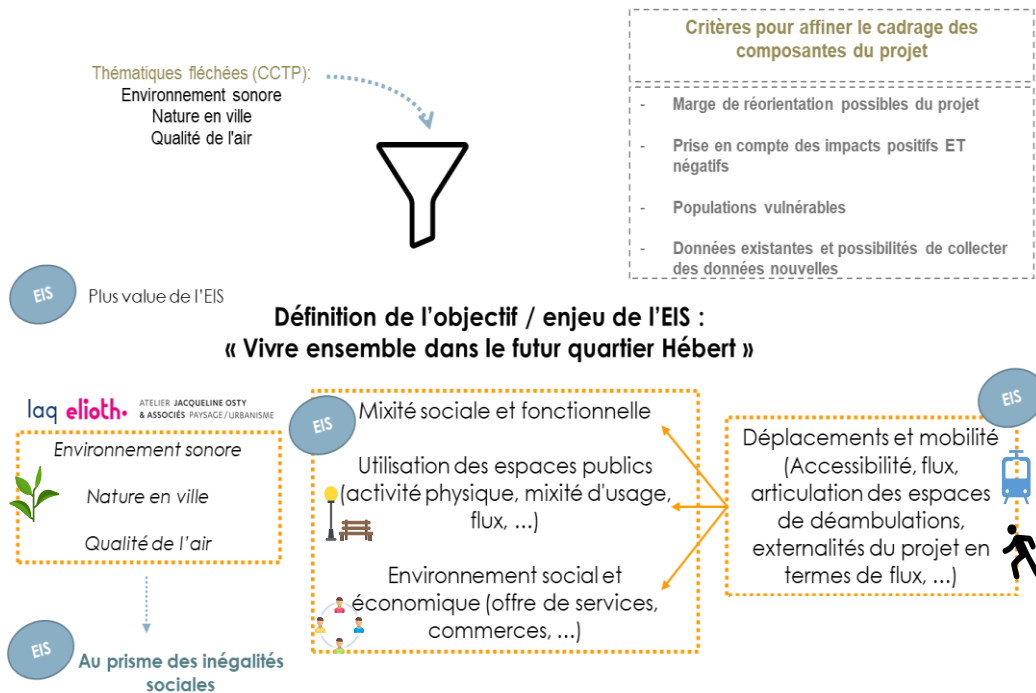 Thématiques fléchées (CCTP):
Environnement sonore
Nature en ville
Qualité de l'air
Critères pour affiner le cadrage des
composantes du projet
- Marge de réorientation possibles du projet
- Prise en compte des impacts positifs ET
négatifs
- Populations vulnérables
- Données existantes et possibilités de collecter
des données nouvelles
EIS
Plus value de l'EIS
Définition de l'objectif / enjeu de l'EIS :
« Vivre ensemble dans le futur quartier Hébert »
laq elioth• ATELIER JACQUELINE OSTY
& ASSOCIÉS PAYSAGE/URBANISME
Environnement sonore
Nature en ville
Qualité de l'air
EIS
Au prisme des inégalités
sociales
EIS
Mixité sociale et fonctionnelle
Utilisation des espaces publics
(activité physique, mixité d'usage,
flux, ...)
Environnement social et
économique (offre de services,
commerces, ...)
EIS
Déplacements et mobilité
(Accessibilité, flux,
articulation des espaces
de déambulations,
externalités du projet en
termes de flux, ...)